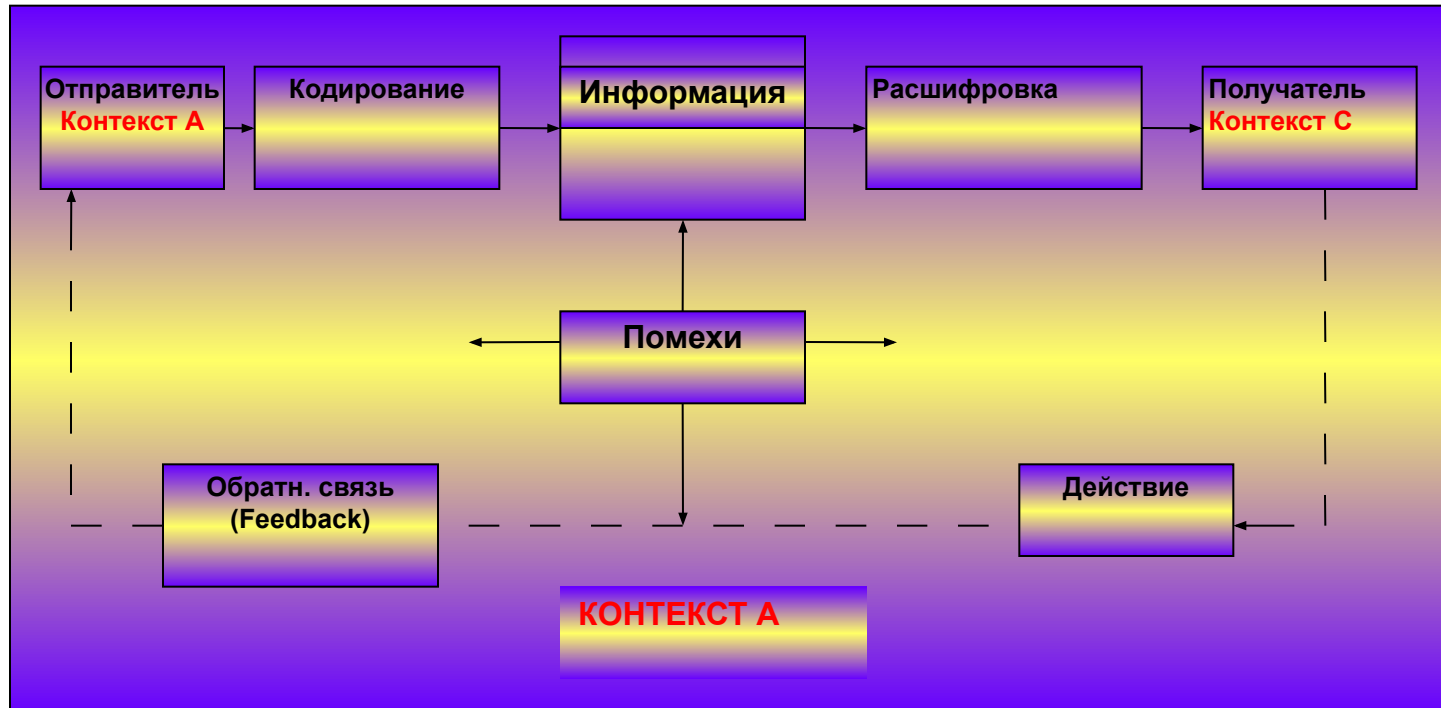 Отправитель
Контекст А
Кодирование
Информация
Расшифровка
Получатель
Контекст С
Помехи
Обратн. связь
(Feedback)
Действие
КОНТЕКСТ А